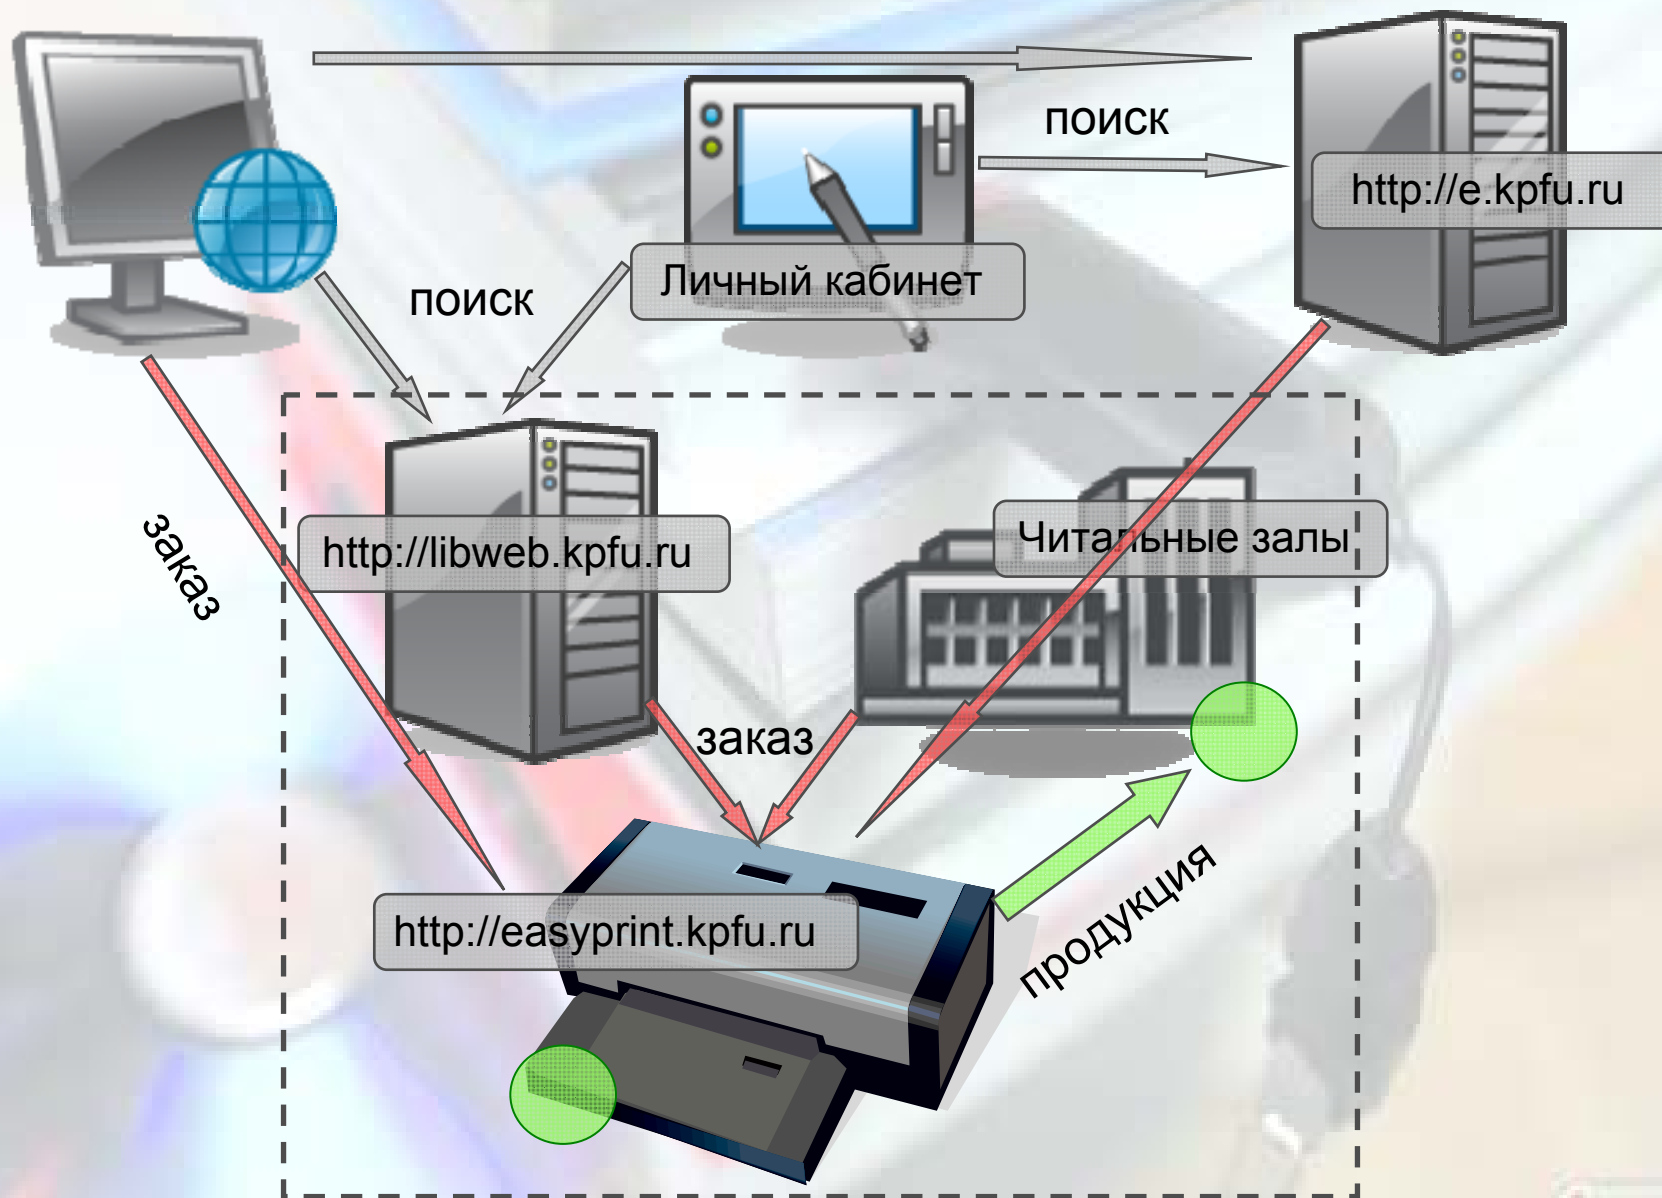 поиск
http://e.kpfu.ru
Личный кабинет
поиск
заказ
http://libweb.kpfu.ru
Читальные залы
заказ
http://easyprint.kpfu.ru
продукция